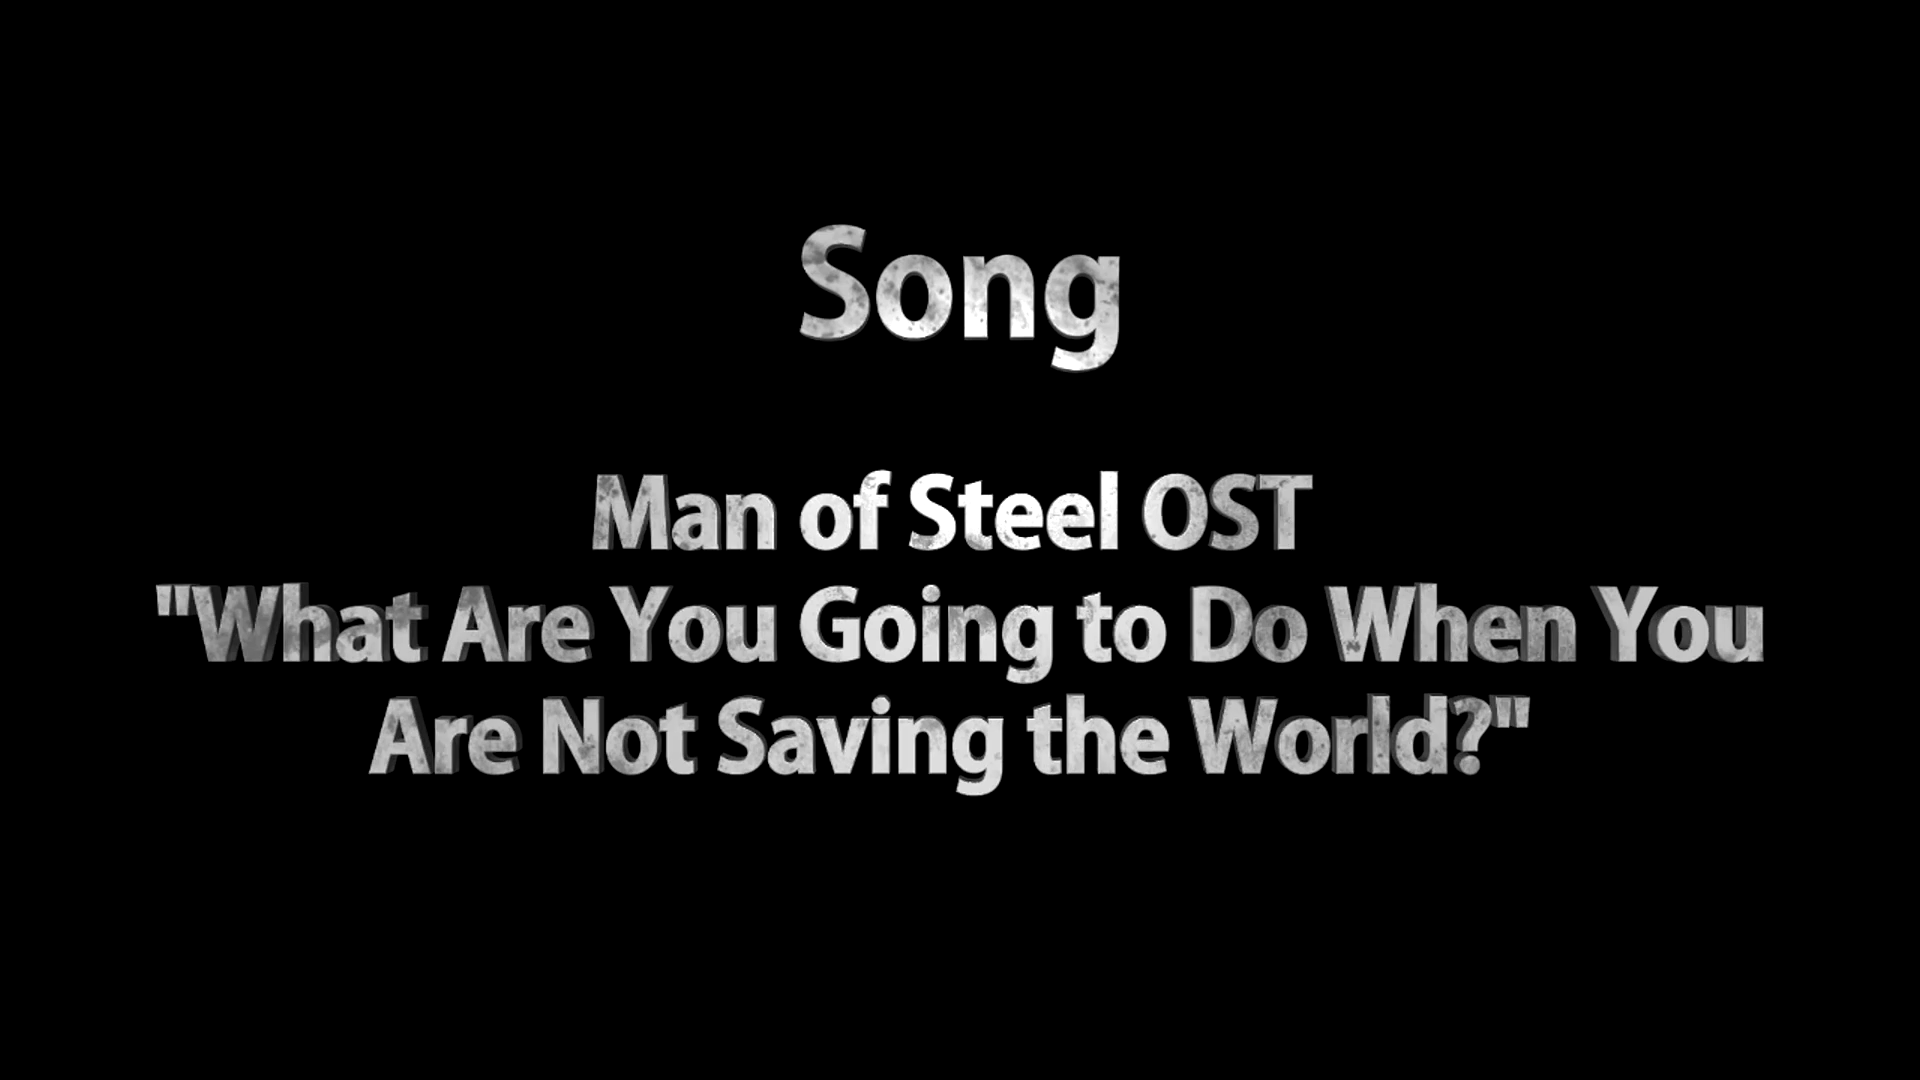 Song
Man of Steel OST
"What Are You Going to Do When You
Are Not Saving the World?"